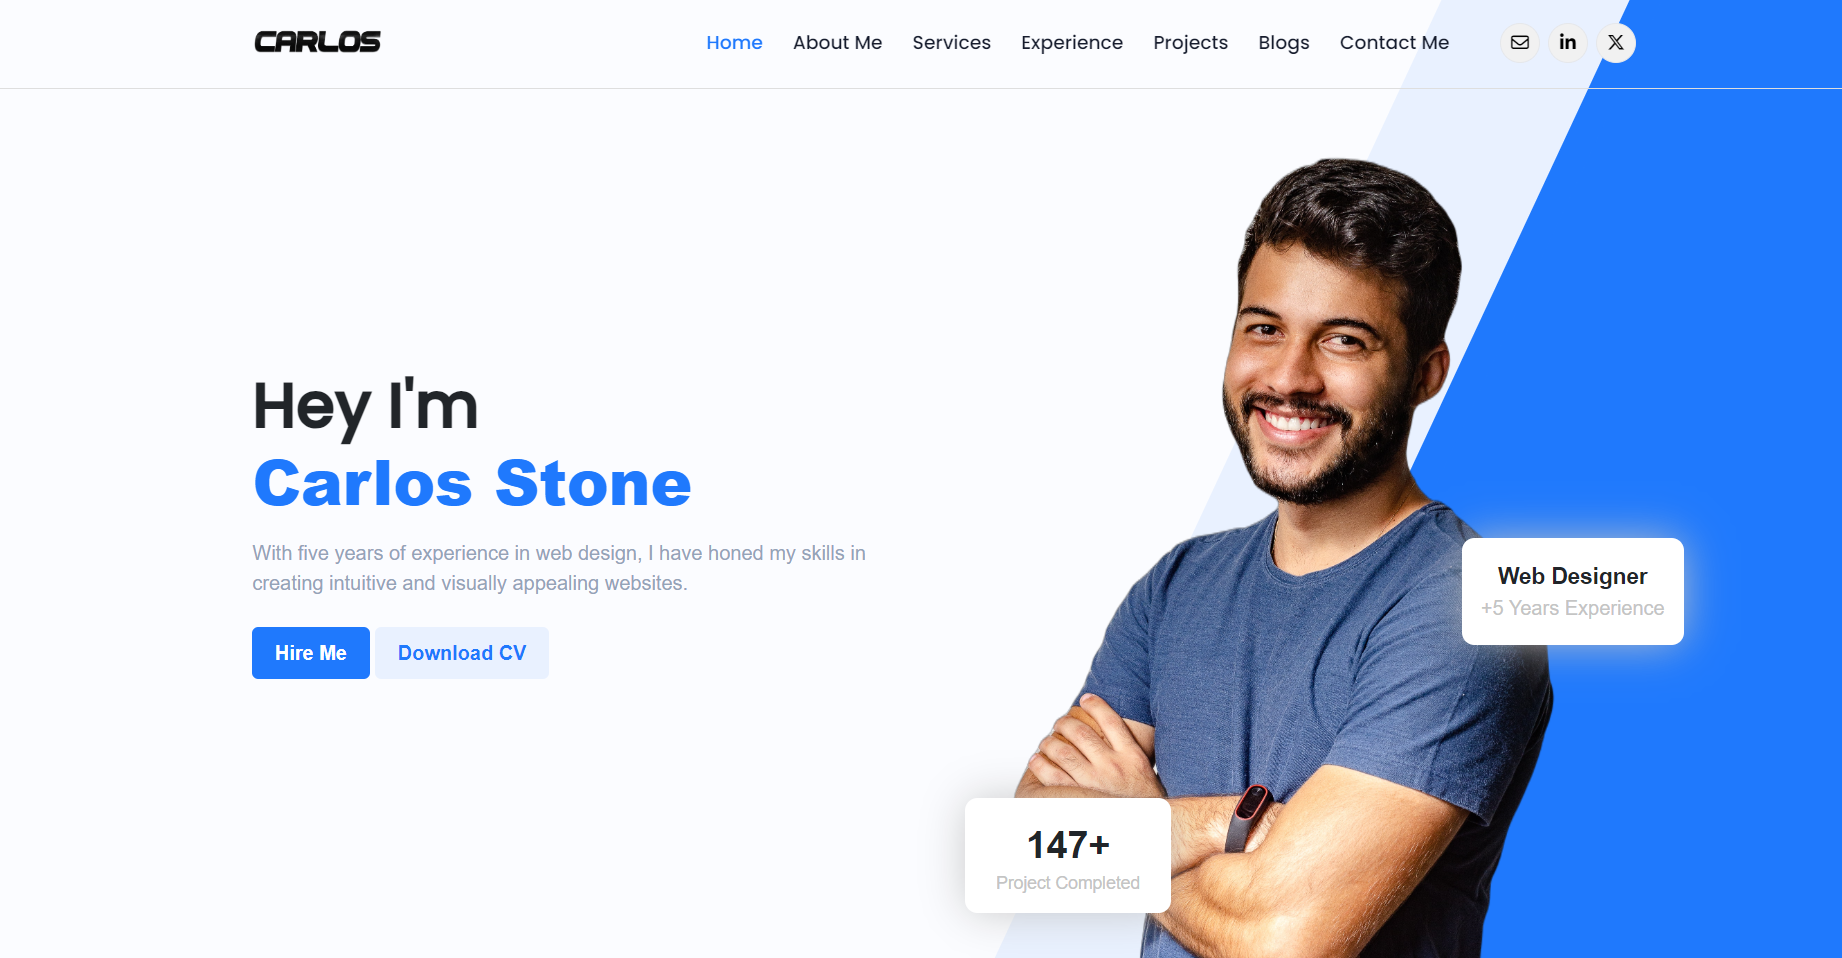 CARLOS
Home About Me Services Experience Projects Blogs Contact Me in X
Hey I'm
Carlos Stone
With five years of experience in web design, I have honed my skills in
creating intuitive and visually appealing websites.
Hire Me Download CV
Web Designer
+5 Years Experience
147+
Project Completed